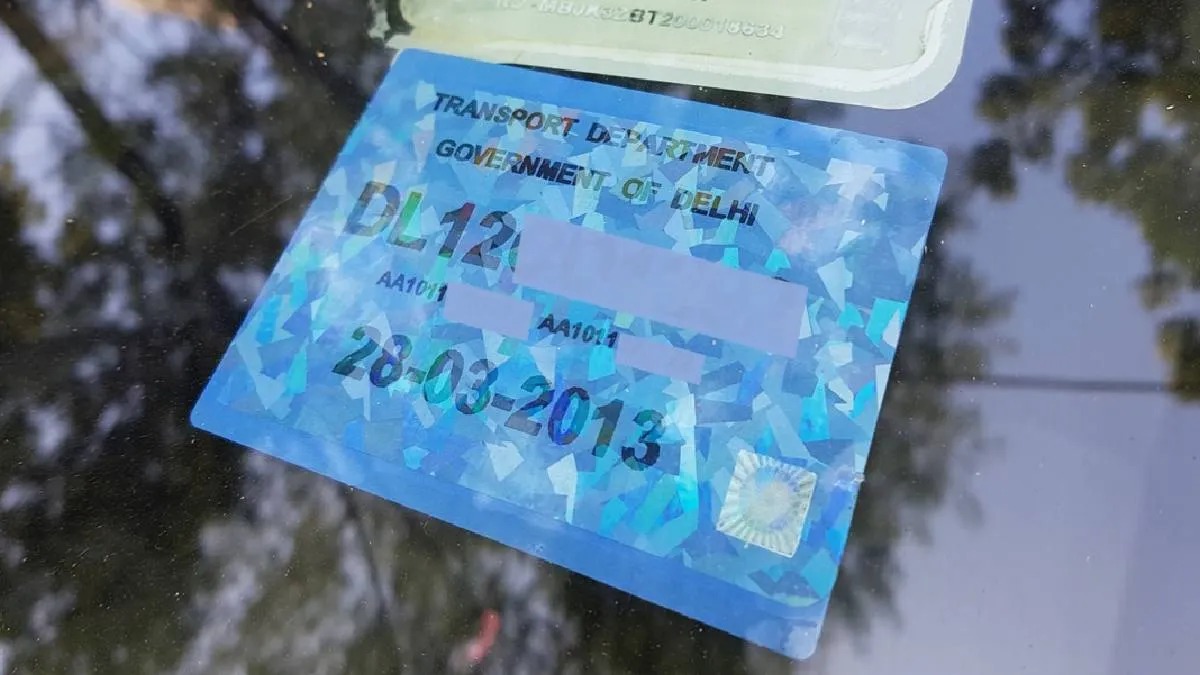 TRANSPORT DEPARTMENT
GOVERNMENT OF DELHI
DL12
AA1011 AA1011
28-03-2013